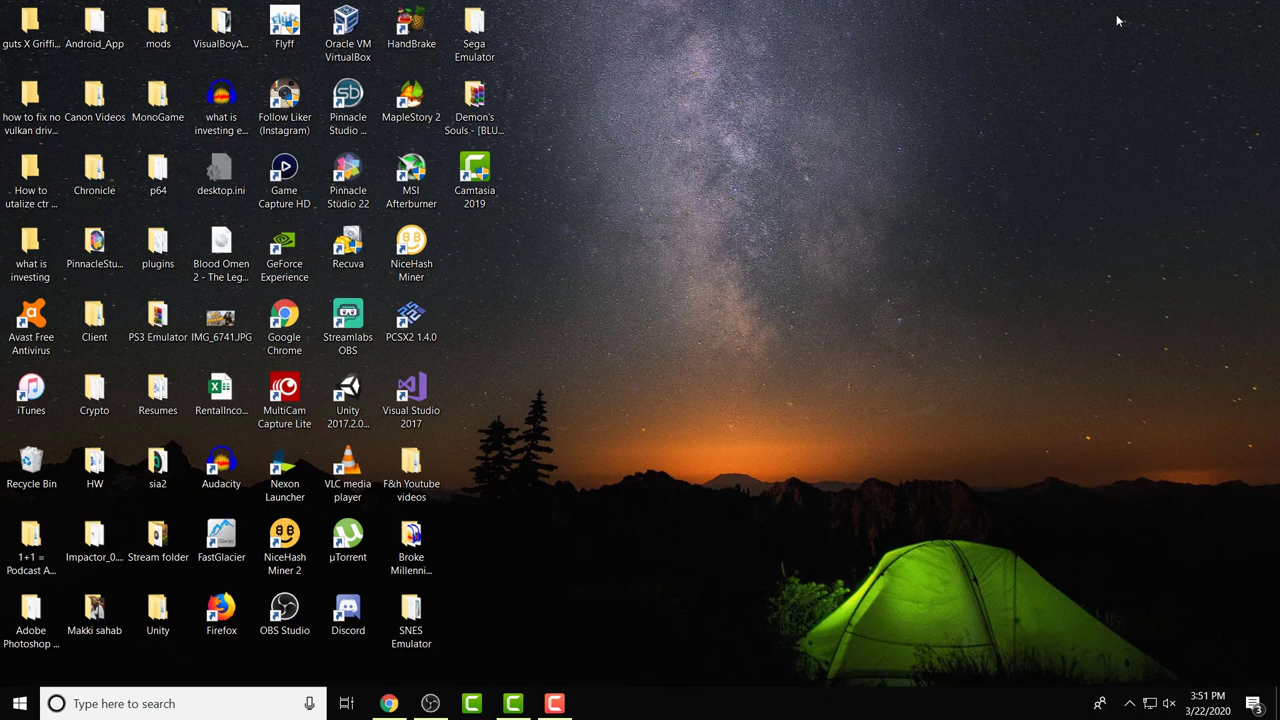 guts X Griffi...
Android_App
mods
VisualBoyA...
Flyff
Oracle VM
VirtualBox
HandBrake
Sega
Emulator
how to fix no
vulkan driv...
Canon Videos
MonoGame
what is
investing e...
Follow Liker
(Instagram)
Pinnacle
Studio ...
MapleStory 2
Demon's
Souls - [BLU...
How to
utalize ctr ...
Chronicle
p64
desktop.ini
Game
Capture HD
Pinnacle
Studio 22
MSI
Afterburner
Camtasia
2019
what is
investing
PinnacleStu...
plugins
Blood Omen
2 - The Leg...
GeForce
Experience
Recuva
NiceHash
Miner
Avast Free
Antivirus
Client
PS3 Emulator
IMG_6741.JPG
Google
Chrome
Streamlabs
OBS
PCSX2 1.4.0
iTunes
Crypto
Resumes
RentalInco...
MultiCam
Capture Lite
Unity
2017.2.0...
Visual Studio
2017
Recycle Bin
HW
sia2
Audacity
Nexon
Launcher
VLC media
player
F&h Youtube
videos
1+1 =
Podcast A...
Impactor_0....
Stream folder
FastGlacier
NiceHash
Miner 2
µTorrent
Broke
Millenni...
Adobe
Photoshop ...
Makki sahab
Unity
Firefox
OBS Studio
Discord
SNES
Emulator
Type here to search
3:51 PM
3/22/2020
3